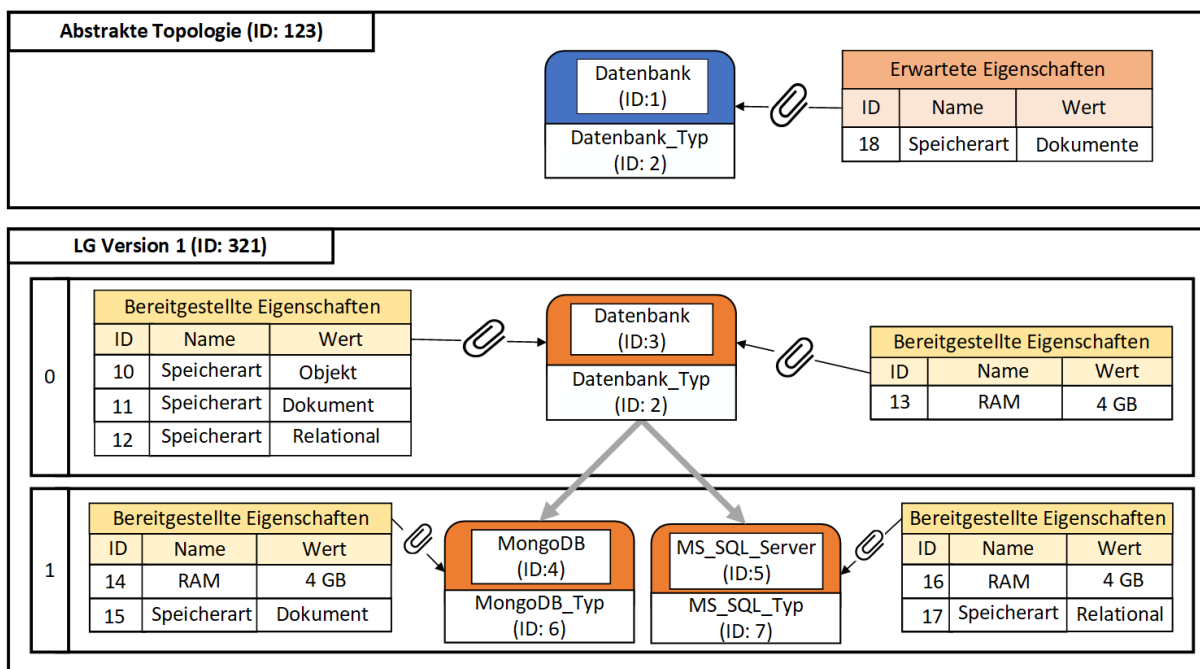 Abstrakte Topologie (ID: 123)
Datenbank
(ID:1)
Datenbank_Typ
(ID: 2)
Erwartete Eigenschaften
ID Name Wert
18 Speicherart Dokumente
LG Version 1 (ID: 321)
0
Bereitgestellte Eigenschaften
ID Name Wert
10 Speicherart Objekt
11 Speicherart Dokument
12 Speicherart Relational
Datenbank
(ID:3)
Datenbank_Typ
(ID: 2)
Bereitgestellte Eigenschaften
ID Name Wert
13 RAM 4 GB
1
Bereitgestellte Eigenschaften
ID Name Wert
14 RAM 4 GB
15 Speicherart Dokument
MongoDB
(ID:4)
MongoDB_Typ
(ID: 6)
MS_SQL_Server
(ID:5)
MS_SQL_Typ
(ID: 7)
Bereitgestellte Eigenschaften
ID Name Wert
16 RAM 4 GB
17 Speicherart Relational